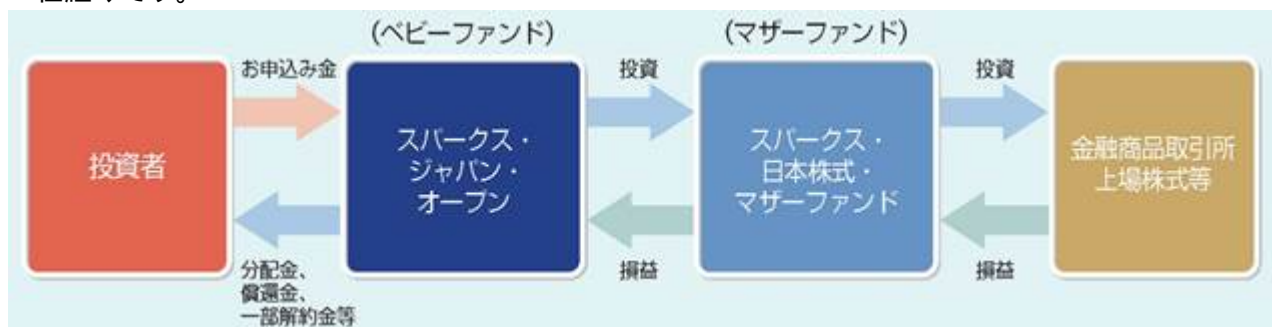 (ベビーファンド)
(マザーファンド)
投資者
お申込み金
分配金、
償還金、
一部解約金等
スパークス・
ジャパン・
オープン
投資
損益
スパークス・
日本株式・
マザーファンド
投資
損益
金融商品取引所
上場株式等